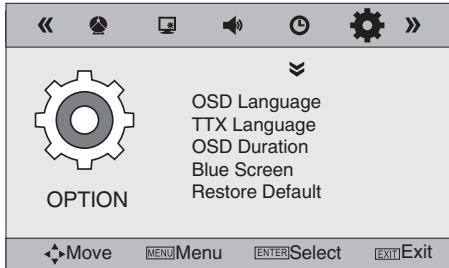 OSD Language
TTX Language
OSD Duration
Blue Screen
Restore Default
OPTION
Move MENU Menu ENTER Select EXIT Exit